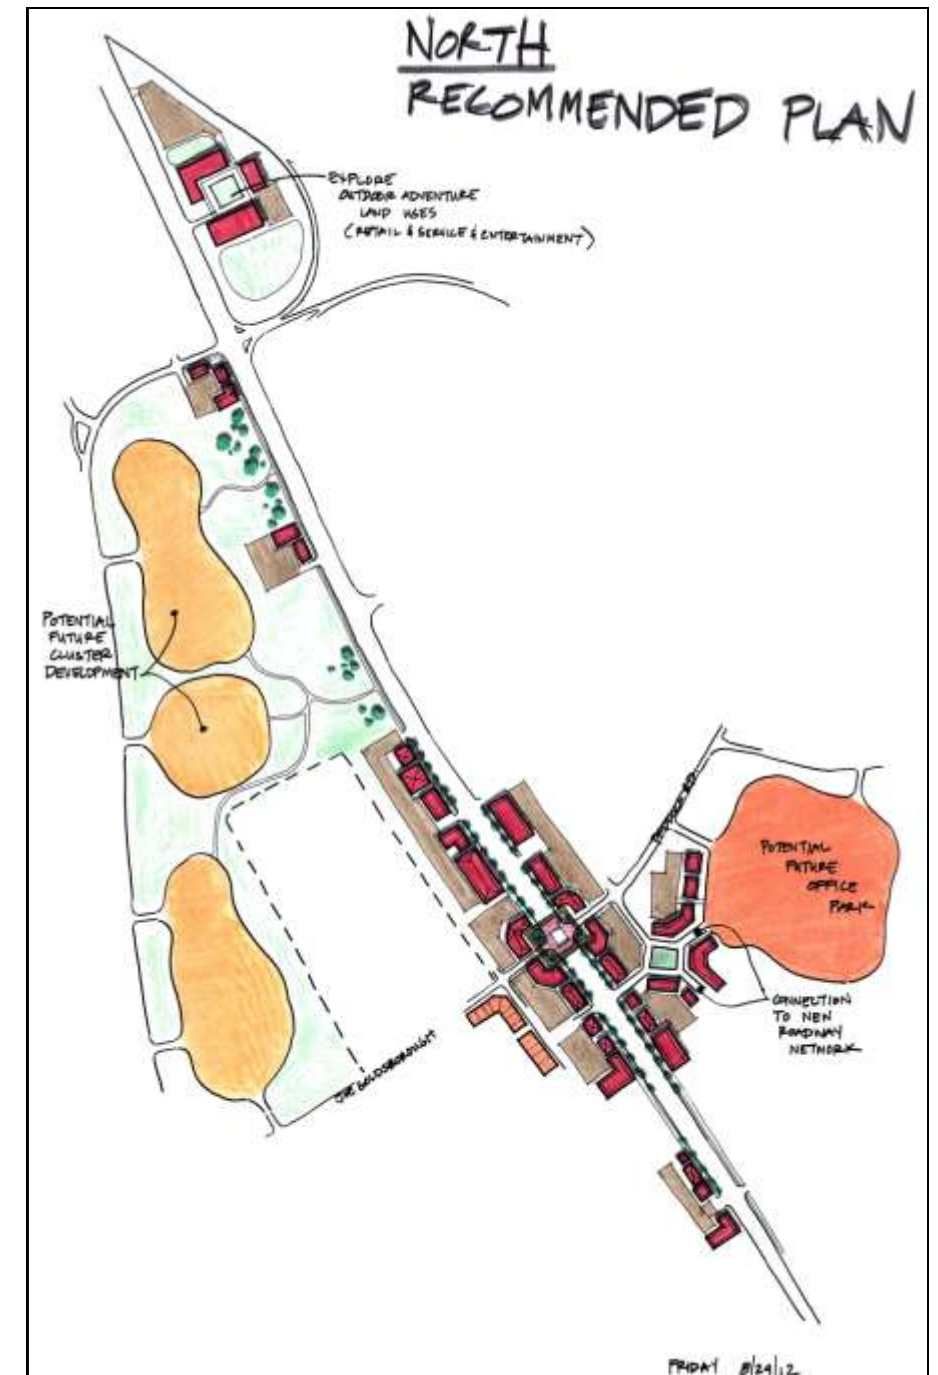 NORTH
RECOMMENDED PLAN
EXPLORE
OUTDOOR ADVENTURE
LAND USES
(RETAIL & SERVICE & ENTERTAINMENT)
POTENTIAL
FUTURE
CLUSTER
DEVELOPMENT
POTENTIAL
FUTURE
OFFICE
PARK
CONNECTION
TO NEW
ROADWAY
NETWORK
FRIDAY 8/24/12